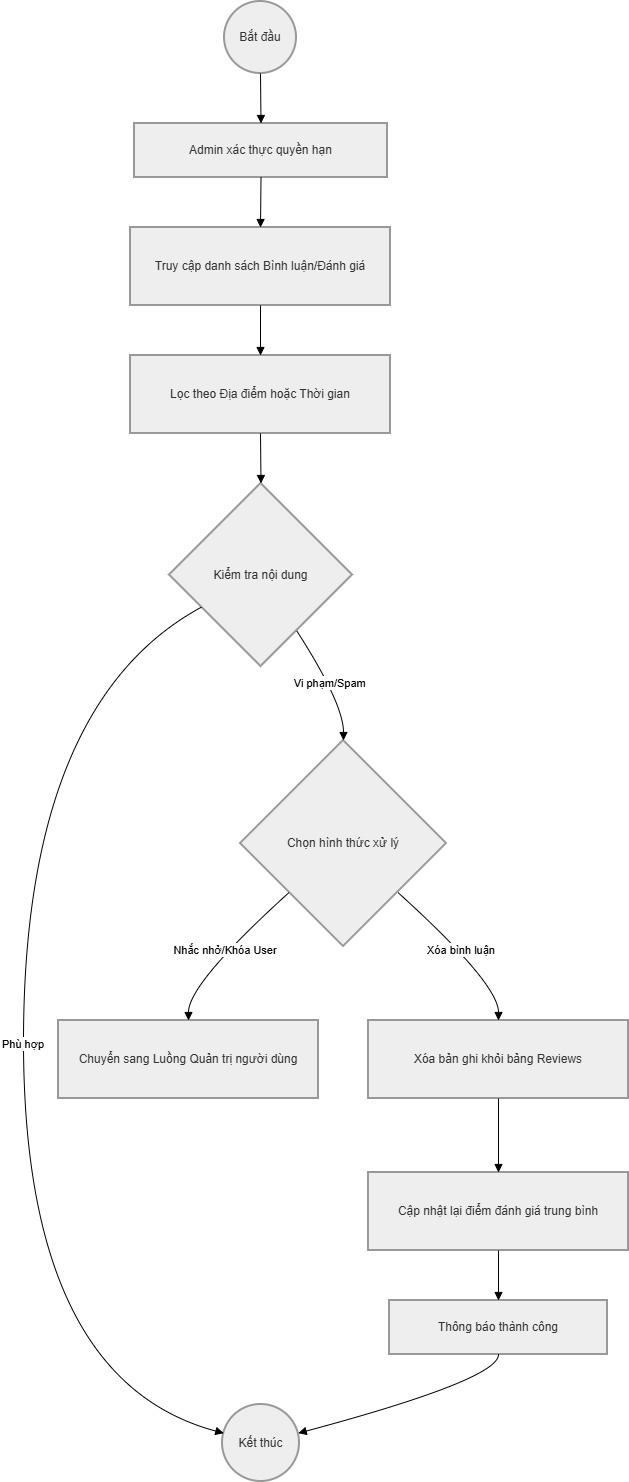 Bắt đầu
Admin xác thực quyền hạn
Truy cập danh sách Bình luận/Đánh giá
Lọc theo Địa điểm hoặc Thời gian
Kiểm tra nội dung
Vi phạm/Spam
Chọn hình thức xử lý
Nhắc nhở/Khóa User
Xóa bình luận
Phù hợp
Chuyển sang Luồng Quản trị người dùng
Xóa bản ghi khỏi bảng Reviews
Cập nhật lại điểm đánh giá trung bình
Thông báo thành công
Kết thúc